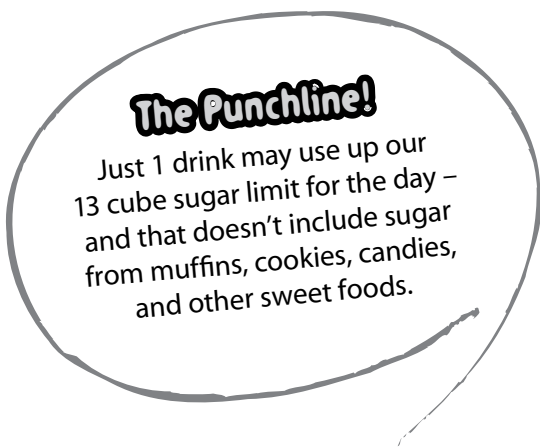 The Punchline!
Just 1 drink may use up our
13 cube sugar limit for the day –
and that doesn't include sugar
from muffins, cookies, candies,
and other sweet foods.